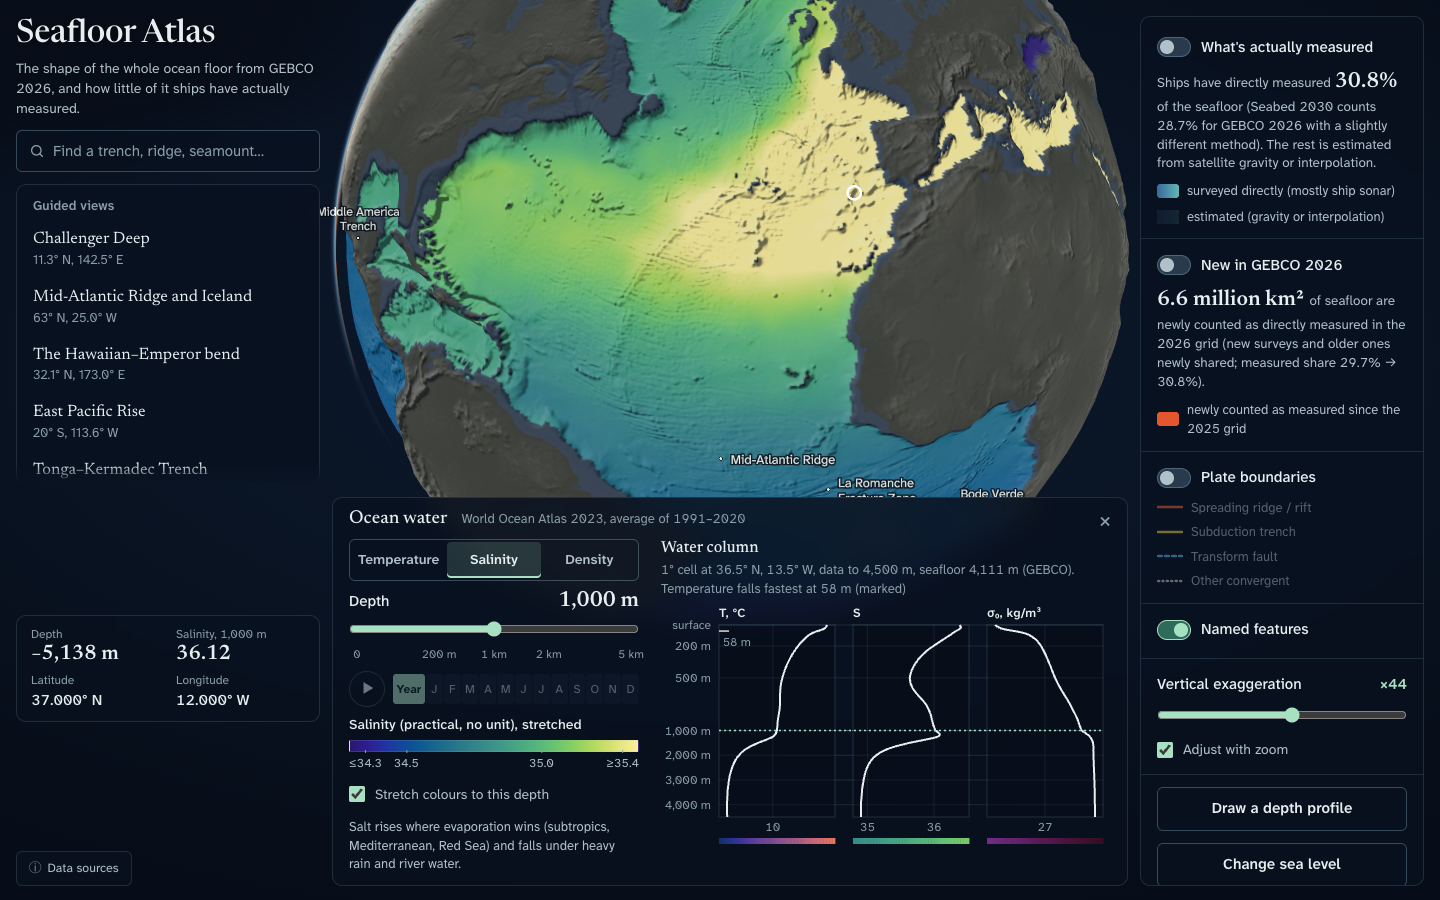 Seafloor Atlas
The shape of the whole ocean floor from GEBCO
2026, and how little of it ships have actually
measured.
Find a trench, ridge, seamount...
Guided views
Challenger Deep
11.3° N, 142.5° E
Mid-Atlantic Ridge and Iceland
63° N, 25.0° W
The Hawaiian–Emperor bend
32.1° N, 173.0° E
East Pacific Rise
20° S, 113.6° W
Tonga–Kermadec Trench
Depth
−5,138 m
Salinity, 1,000 m
36.12
Latitude
37.000° N
Longitude
12.000° W
ⓘ Data sources
Middle America
Trench
Mid-Atlantic Ridge
La Romanche
Fracture Zone
Bode Verde
Ocean water World Ocean Atlas 2023, average of 1991–2020
×
Temperature Salinity Density
Depth 1,000 m
0 200 m 1 km 2 km 5 km
Year J F M A M J J A S O N D
Salinity (practical, no unit), stretched
≤34.3 34.5 35.0 ≥35.4
Stretch colours to this depth
Salt rises where evaporation wins (subtropics,
Mediterranean, Red Sea) and falls under heavy
rain and river water.
Water column
1° cell at 36.5° N, 13.5° W, data to 4,500 m, seafloor 4,111 m (GEBCO).
Temperature falls fastest at 58 m (marked)
T, °C S σ₀, kg/m³
surface
58 m
200 m
500 m
1,000 m
2,000 m
3,000 m
4,000 m
10 35 36 27
What's actually measured
Ships have directly measured 30.8%
of the seafloor (Seabed 2030 counts
28.7% for GEBCO 2026 with a slightly
different method). The rest is estimated
from satellite gravity or interpolation.
surveyed directly (mostly ship sonar)
estimated (gravity or interpolation)
New in GEBCO 2026
6.6 million km² of seafloor are
newly counted as directly measured in the
2026 grid (new surveys and older ones
newly shared; measured share 29.7% →
30.8%).
newly counted as measured since the
2025 grid
Plate boundaries
Spreading ridge / rift
Subduction trench
Transform fault
Other convergent
Named features
Vertical exaggeration ×44
Adjust with zoom
Draw a depth profile
Change sea level